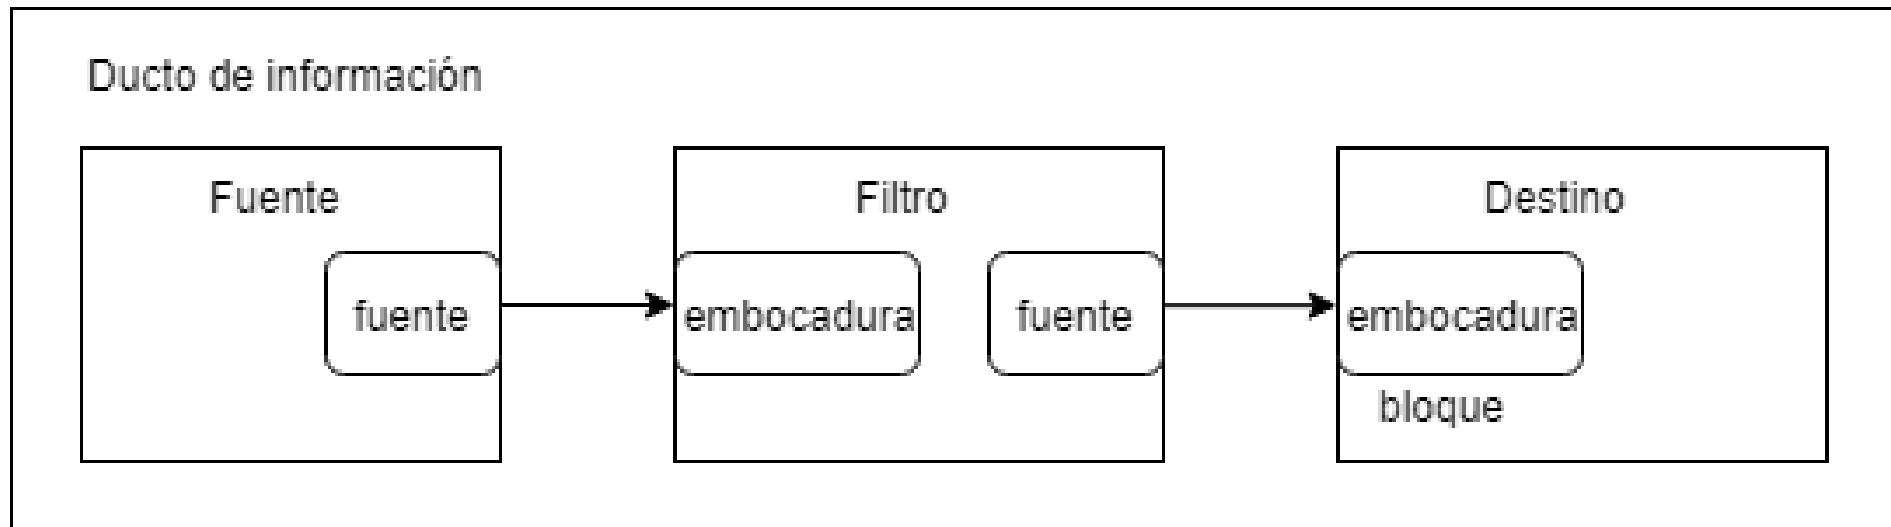 Ducto de información
Fuente
Filtro
Destino
fuente
embocadura
fuente
embocadura
bloque